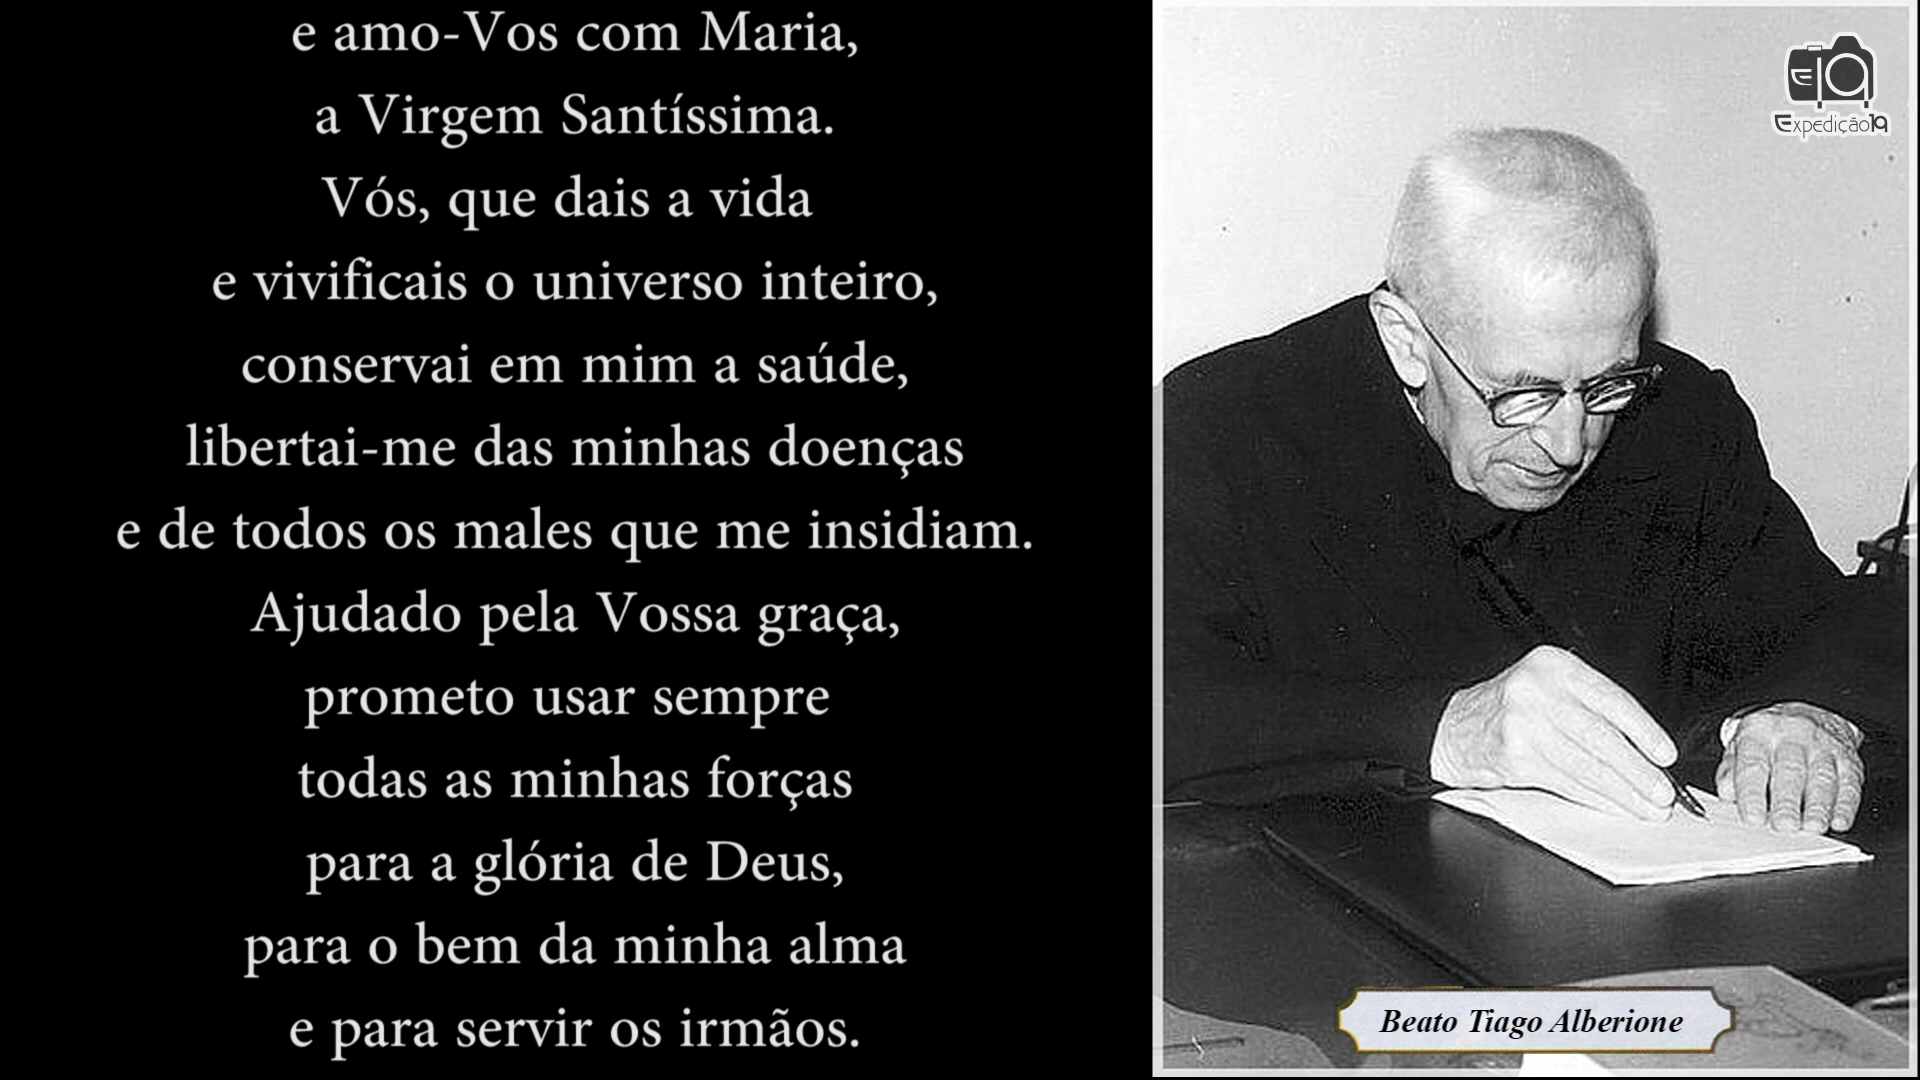 e amo-Vos com Maria,
a Virgem Santíssima.
Vós, que dais a vida
e vivificais o universo inteiro,
conservai em mim a saúde,
libertai-me das minhas doenças
e de todos os males que me insidiam.
Ajudado pela Vossa graça,
prometo usar sempre
todas as minhas forças
para a glória de Deus,
para o bem da minha alma
e para servir os irmãos.
E19
Expedição19
Beato Tiago Alberione